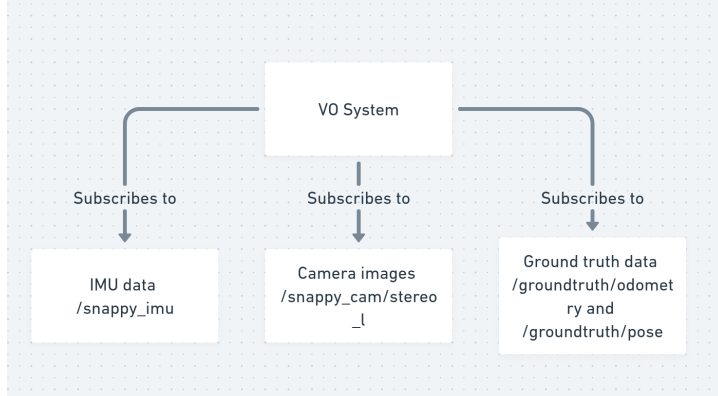 VO System
Subscribes to
Subscribes to
Subscribes to
IMU data
/snappy_imu
Camera images
/snappy_cam/stereo
_l
Ground truth data
/groundtruth/odomet
ry and
/groundtruth/pose